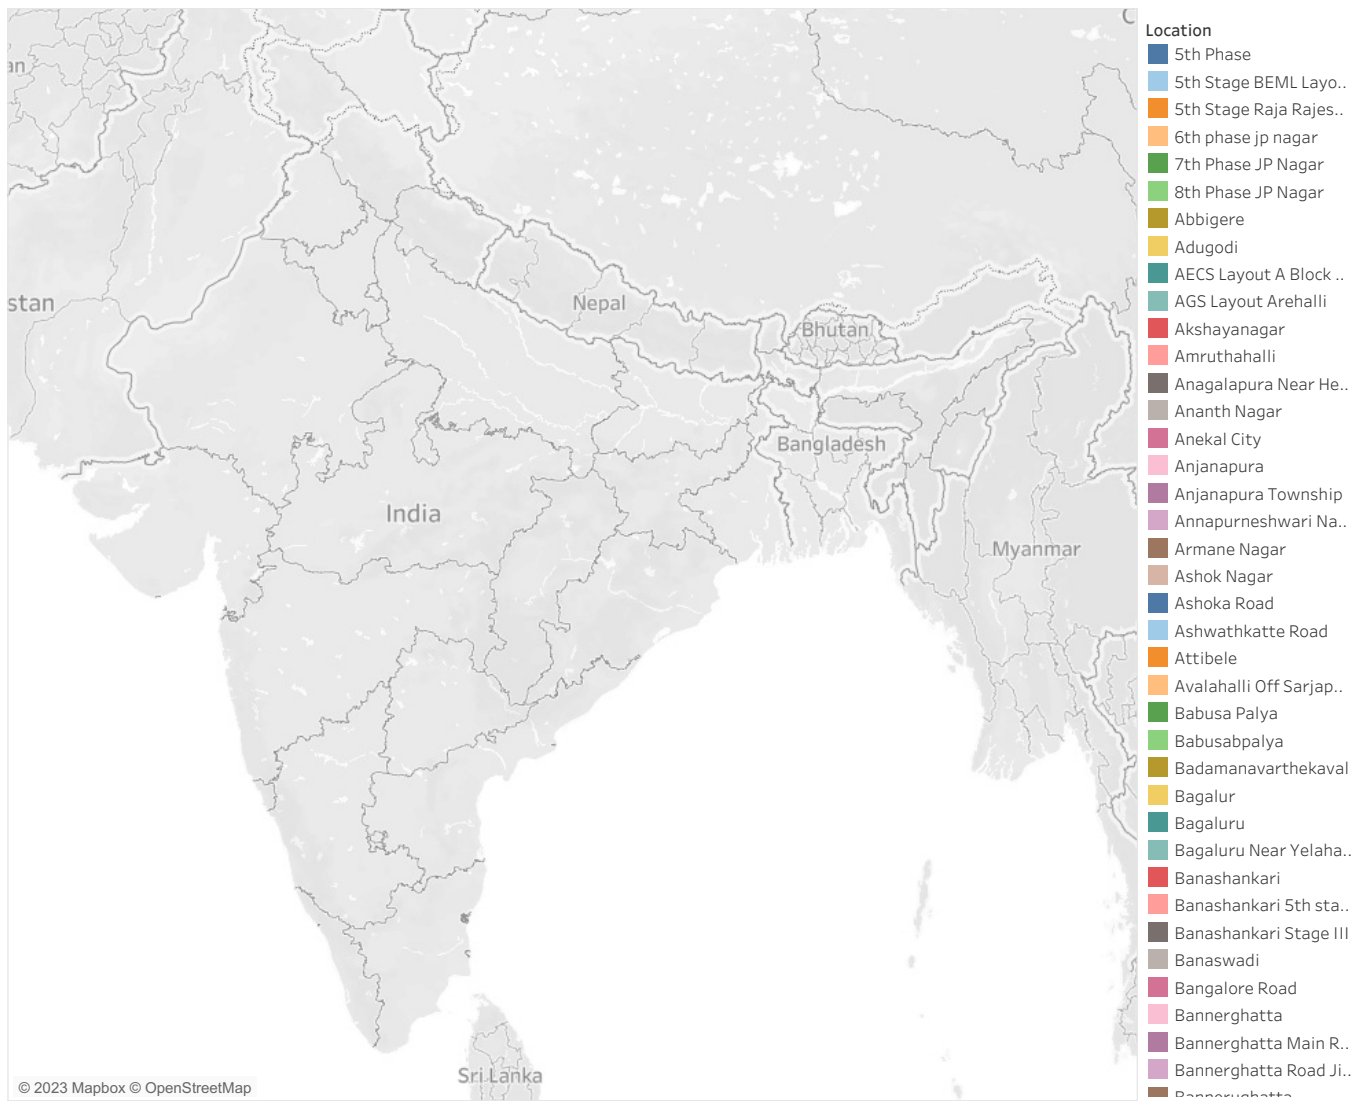 an
stan
Nepal
Bhutan
Bangladesh
India
Myanmar
Sri Lanka
© 2023 Mapbox © OpenStreetMap
Location
5th Phase
5th Stage BEML Layo..
5th Stage Raja Rajes..
6th phase jp nagar
7th Phase JP Nagar
8th Phase JP Nagar
Abbigere
Adugodi
AECS Layout A Block ..
AGS Layout Arehalli
Akshayanagar
Amruthahalli
Anagalapura Near He..
Ananth Nagar
Anekal City
Anjanapura
Anjanapura Township
Annapurneshwari Na..
Armane Nagar
Ashok Nagar
Ashoka Road
Ashwathkatte Road
Attibele
Avalahalli Off Sarjap..
Babusa Palya
Babusabpalya
Badamanavarthekaval
Bagalur
Bagaluru
Bagaluru Near Yelaha..
Banashankari
Banashankari 5th sta..
Banashankari Stage III
Banaswadi
Bangalore Road
Bannerghatta
Bannerghatta Main R..
Bannerghatta Road Ji..
Bannerughatta